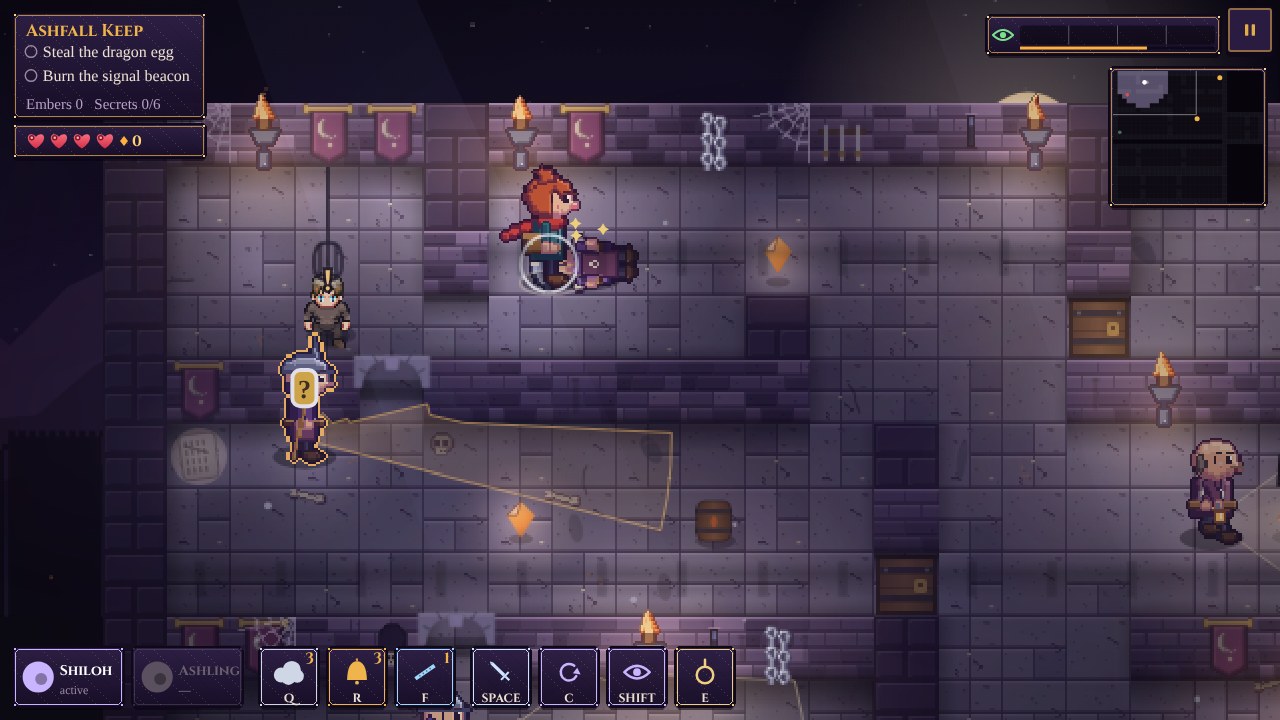 ASHFALL KEEP
Steal the dragon egg
Burn the signal beacon
Embers 0 Secrets 0/6
0
?
SHILOH
active
ASHLING
—
3
Q
3
R
1
F
SPACE
C
SHIFT
E